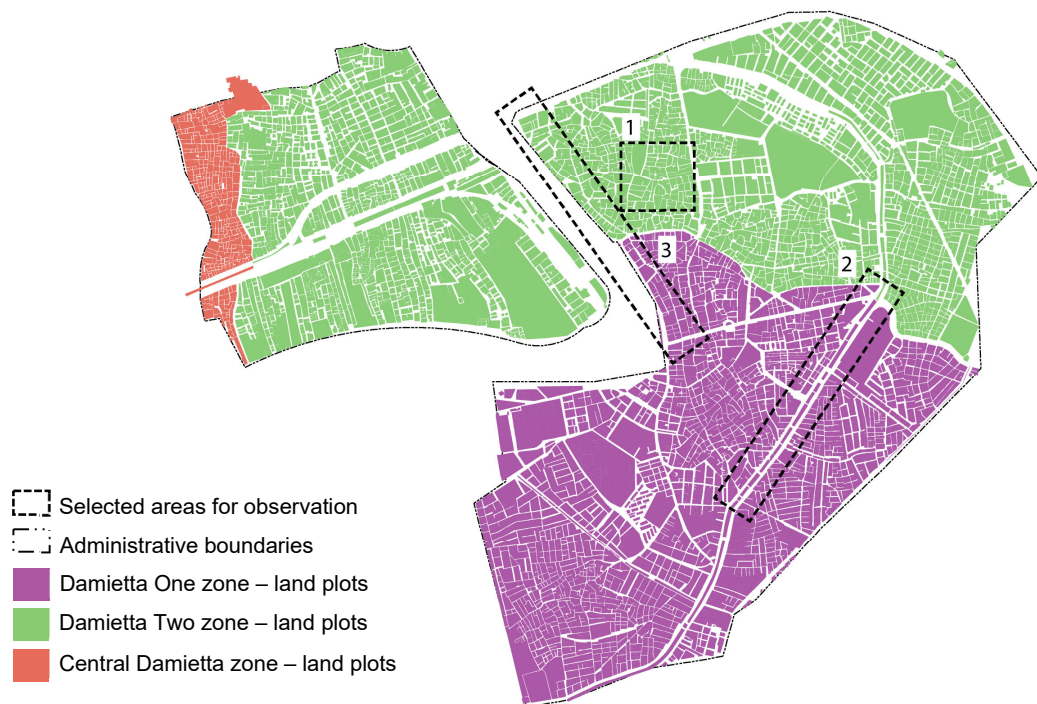 1
3
2
Selected areas for observation
Administrative boundaries
Damietta One zone – land plots
Damietta Two zone – land plots
Central Damietta zone – land plots